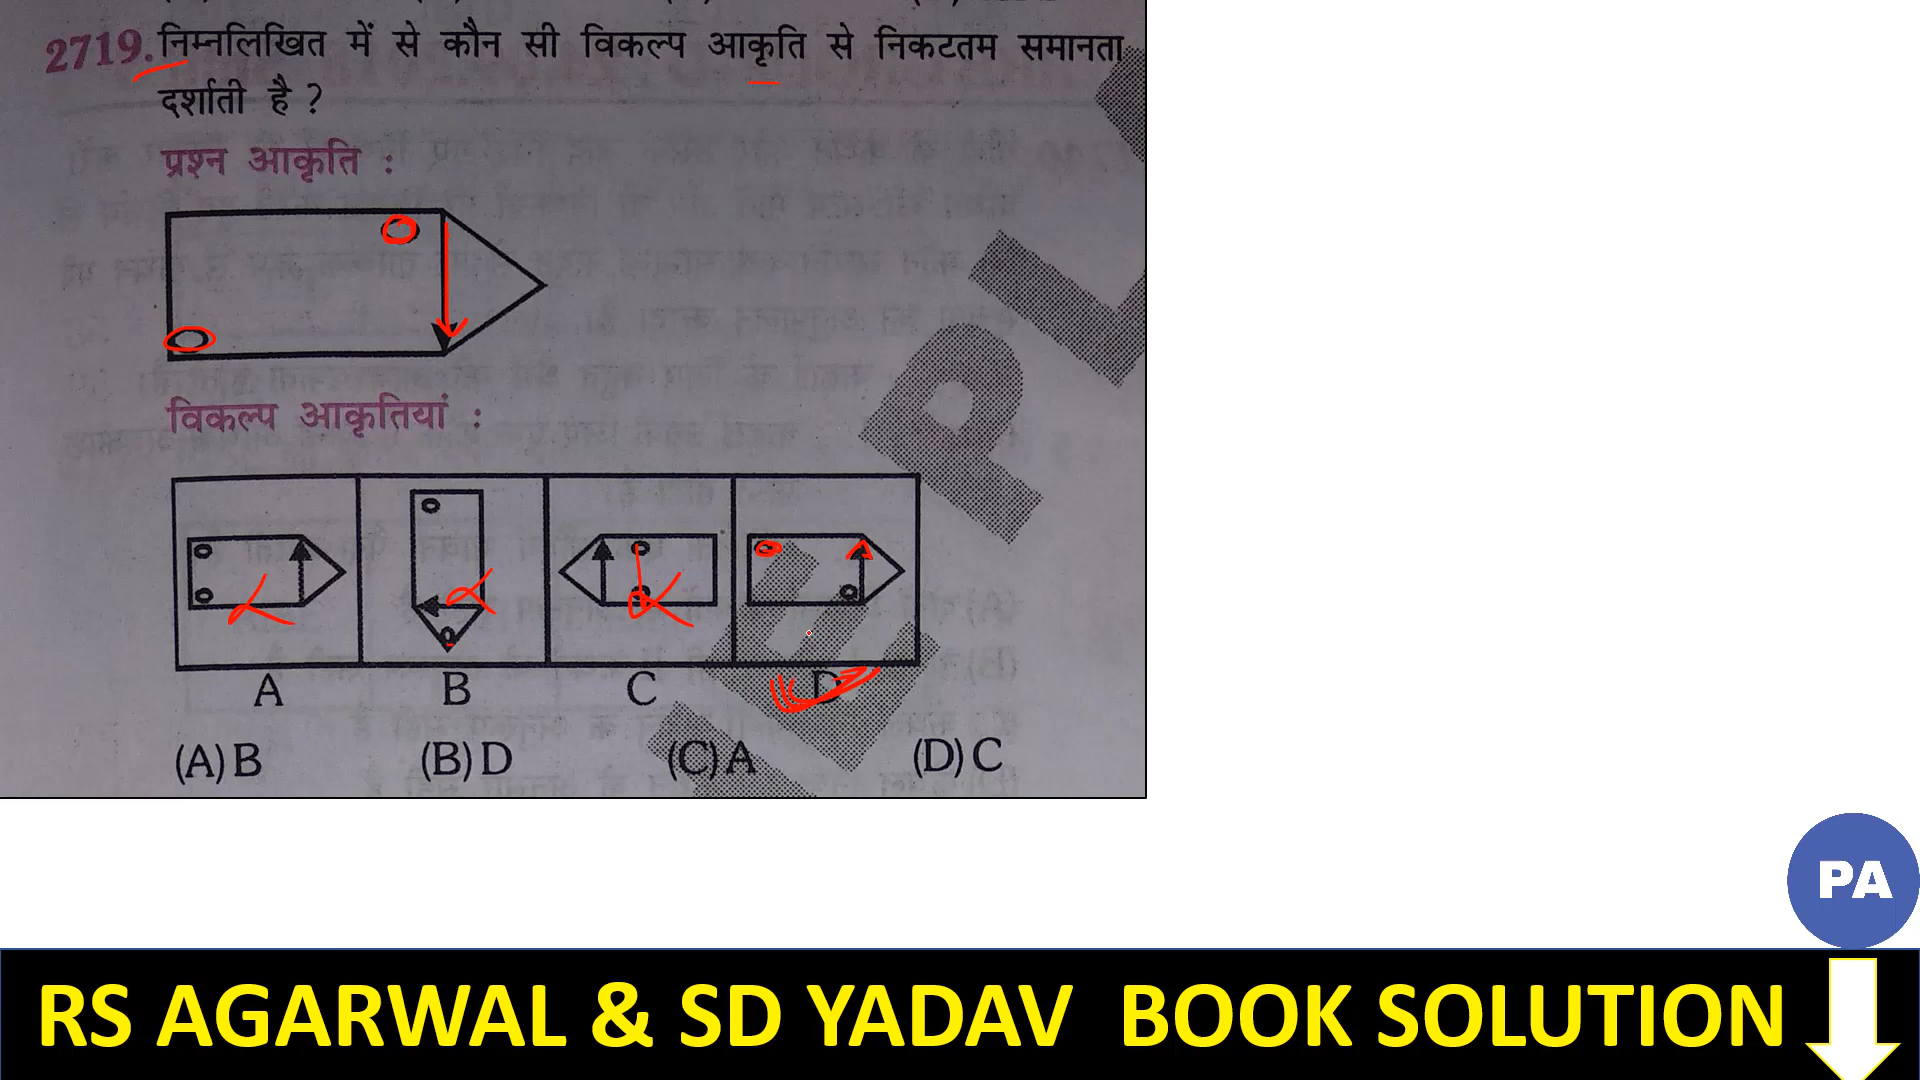 2719. निम्नलिखित में से कौन सी विकल्प आकृति से निकटतम समानता
दर्शाती है ?
प्रश्न आकृति :
विकल्प आकृतियां :
A B C D
(A) B (B) D (C) A (D) C
PA
RS AGARWAL & SD YADAV BOOK SOLUTION